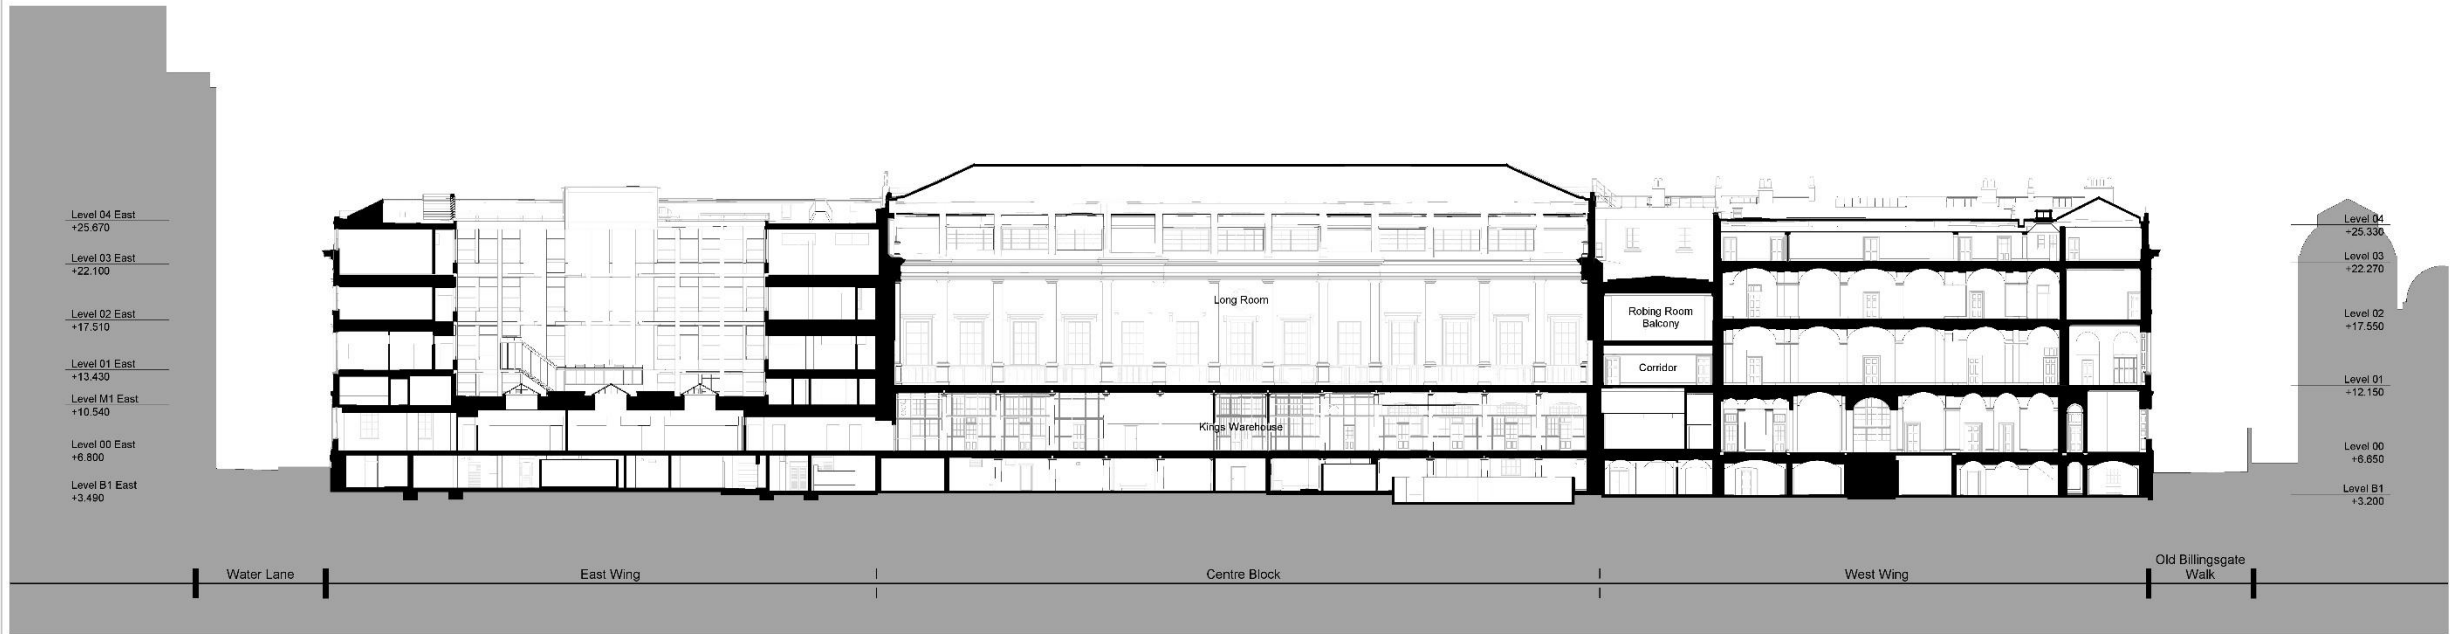 Level 04 East
+25.670
Level 03 East
+22.100
Level 02 East
+17.510
Level 01 East
+13.430
Level M1 East
+10.540
Level 00 East
+6.800
Level B1 East
+3.490
Long Room
Kings Warehouse
Robing Room
Balcony
Corridor
Level 04
+25.330
Level 03
+22.270
Level 02
+17.550
Level 01
+12.150
Level 00
+6.650
Level B1
+3.200
Water Lane
East Wing
Centre Block
West Wing
Old Billingsgate
Walk